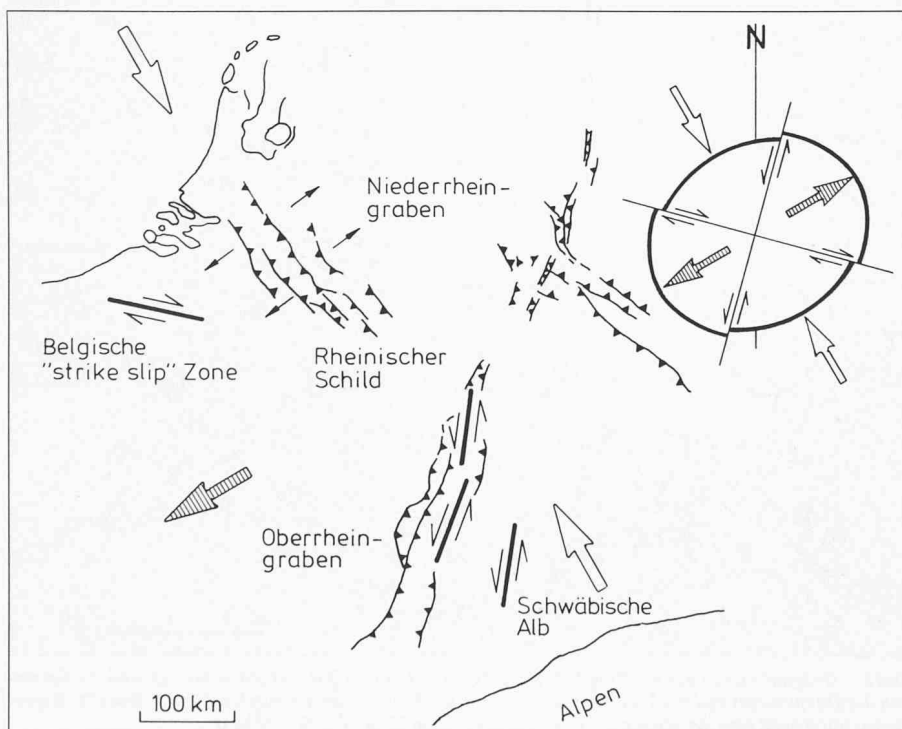 N
Niederrhein-
graben
Belgische
"strike slip" Zone
Rheinischer
Schild
Oberrhein-
graben
Schwäbische
Alb
Alpen
100 km